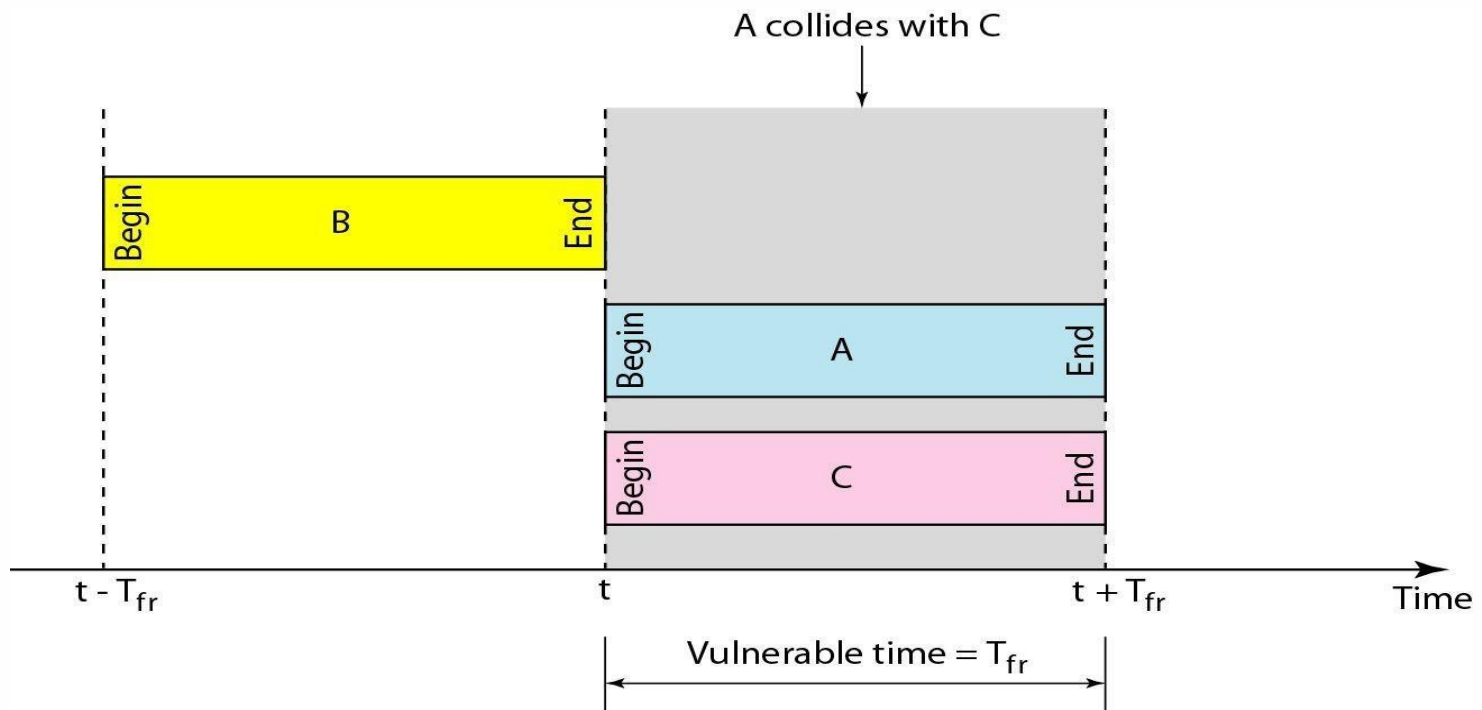 A collides with C
Begin B End
Begin A End
Begin C End
t - Tfr t t + Tfr
Time
Vulnerable time = Tfr